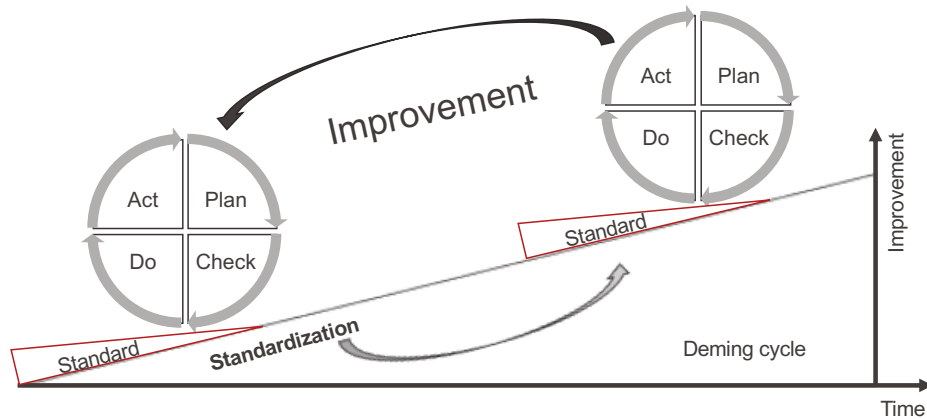 Act Plan
Do Check
Improvement
Act Plan
Do Check
Improvement
Standard
Standard
Standardization
Deming cycle
Time